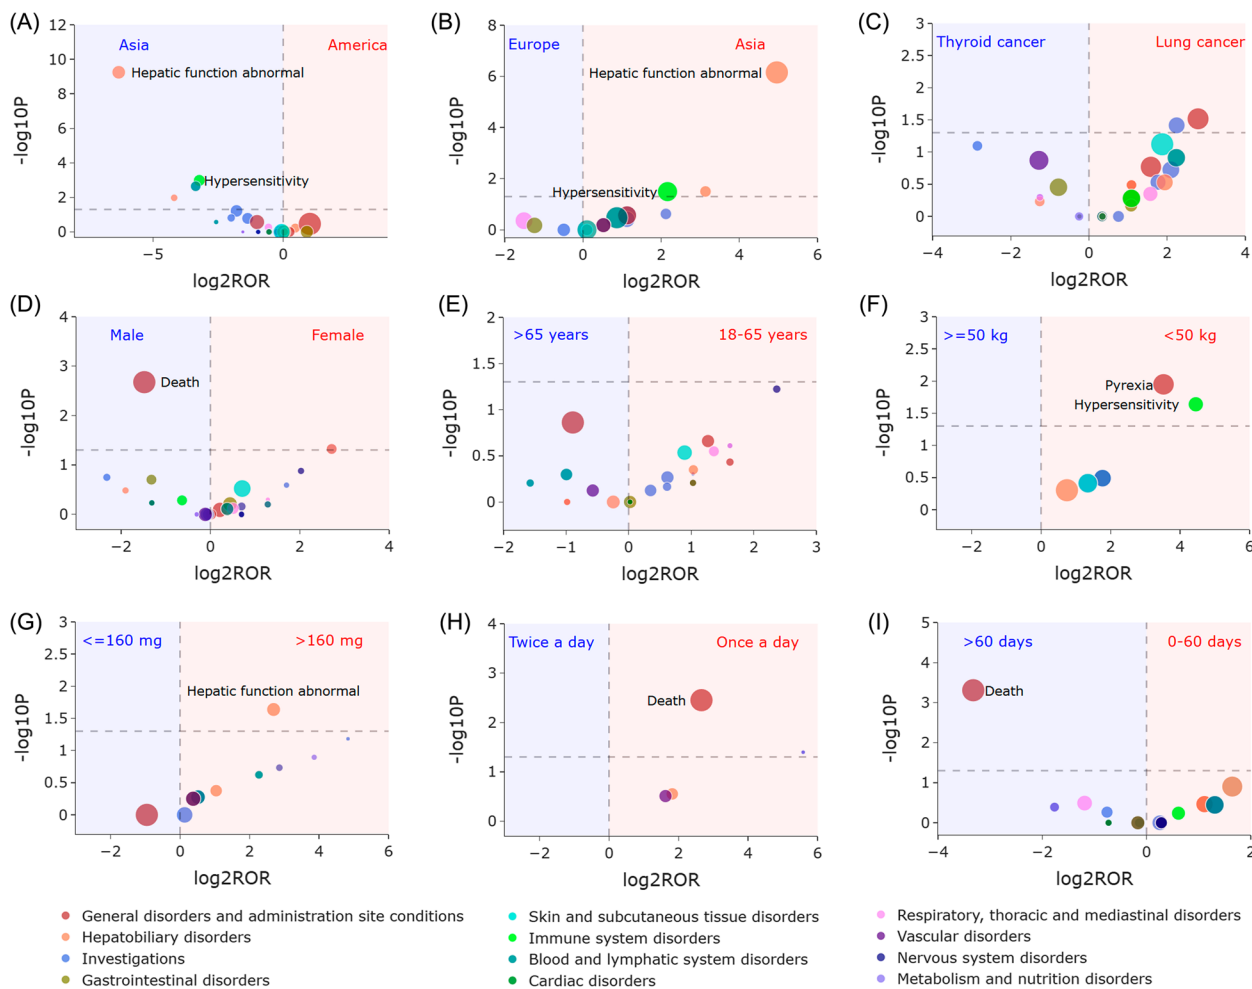 (A)
12
10
8
6
4
2
0
-log10P
Asia
America
Hepatic function abnormal
Hypersensitivity
−5
0
log2ROR
(B)
8
6
4
2
0
-log10P
Europe
Asia
Hepatic function abnormal
Hypersensitivity
−2
0
2
4
6
log2ROR
(C)
3
2.5
2
1.5
1
0.5
0
-log10P
Thyroid cancer
Lung cancer
−4
−2
0
2
4
log2ROR
(D)
4
3
2
1
0
-log10P
Male
Female
Death
−2
0
2
4
log2ROR
(E)
2
1.5
1
0.5
0
-log10P
>65 years
18-65 years
−2
−1
0
1
2
3
log2ROR
(F)
3
2.5
2
1.5
1
0.5
0
-log10P
>=50 kg
<50 kg
Pyrexia
Hypersensitivity
−2
0
2
4
6
log2ROR
(G)
3
2.5
2
1.5
1
0.5
0
-log10P
<=160 mg
>160 mg
Hepatic function abnormal
−2
0
2
4
6
log2ROR
(H)
4
3
2
1
0
-log10P
Twice a day
Once a day
Death
−2
0
2
4
6
log2ROR
(I)
5
4
3
2
1
0
-log10P
>60 days
0-60 days
Death
−4
−2
0
2
log2ROR
General disorders and administration site conditions
Hepatobiliary disorders
Investigations
Gastrointestinal disorders
Skin and subcutaneous tissue disorders
Immune system disorders
Blood and lymphatic system disorders
Cardiac disorders
Respiratory, thoracic and mediastinal disorders
Vascular disorders
Nervous system disorders
Metabolism and nutrition disorders